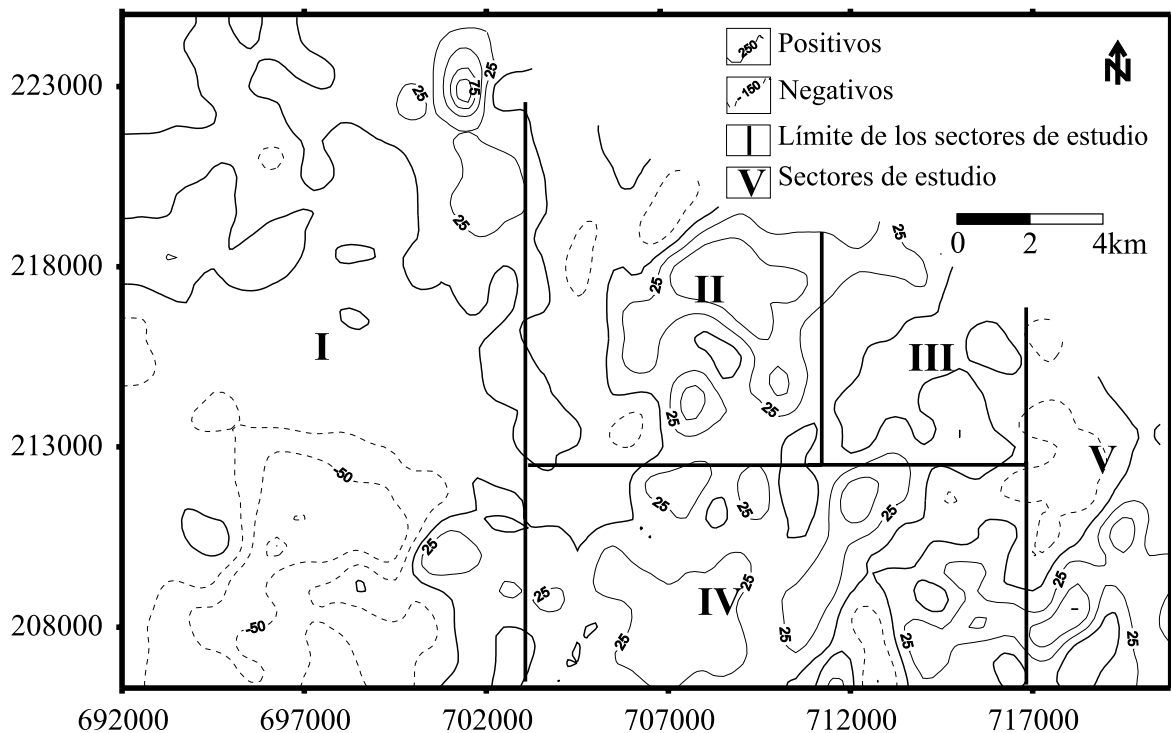 250
Positivos
-150
Negativos
Límite de los sectores de estudio
V
Sectores de estudio
N
0
2
4km
223000
218000
213000
208000
692000
697000
702000
707000
712000
717000
I
II
III
IV
V
25
25
75
25
25
25
25
25
-50
25
25
25
25
25
25
-50
25
25
25
25
25